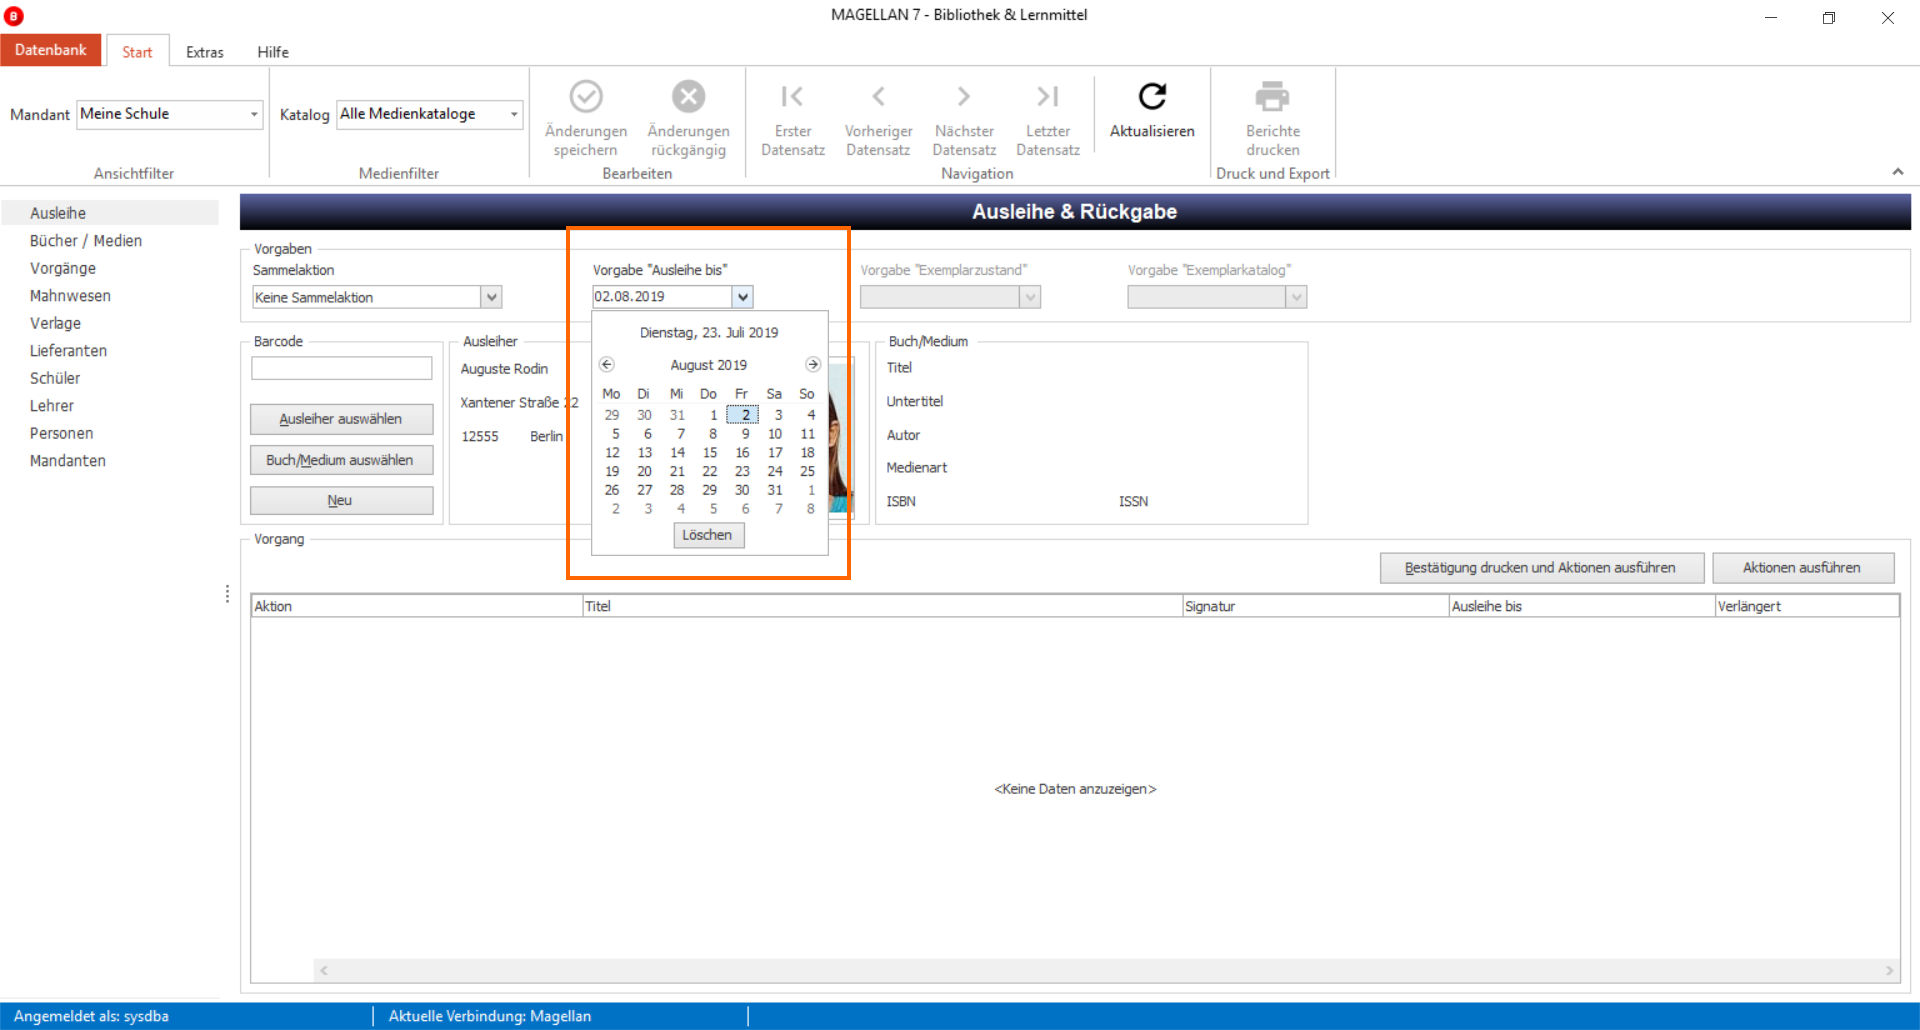 B
MAGELLAN 7 - Bibliothek & Lernmittel
Datenbank Start Extras Hilfe
Mandant Meine Schule
Ansichtfilter
Katalog Alle Medienkataloge
Medienfilter
Änderungen speichern
Änderungen rückgängig
Bearbeiten
Erster Datensatz
Vorheriger Datensatz
Nächster Datensatz
Letzter Datensatz
Aktualisieren
Navigation
Berichte drucken
Druck und Export
Ausleihe
Bücher / Medien
Vorgänge
Mahnwesen
Verlage
Lieferanten
Schüler
Lehrer
Personen
Mandanten
Ausleihe & Rückgabe
Vorgaben
Sammelaktion
Keine Sammelaktion
Vorgabe "Ausleihe bis"
02.08.2019
Vorgabe "Exemplarzustand"
Vorgabe "Exemplarkatalog"
Dienstag, 23. Juli 2019
August 2019
Mo Di Mi Do Fr Sa So
29 30 31 1 2 3 4
5 6 7 8 9 10 11
12 13 14 15 16 17 18
19 20 21 22 23 24 25
26 27 28 29 30 31 1
2 3 4 5 6 7 8
Löschen
Barcode
Ausleiher auswählen
Buch/Medium auswählen
Neu
Ausleiher
Auguste Rodin
Xantener Straße 22
12555 Berlin
Buch/Medium
Titel
Untertitel
Autor
Medienart
ISBN ISSN
Vorgang
Bestätigung drucken und Aktionen ausführen
Aktionen ausführen
Aktion Titel Signatur Ausleihe bis Verlängert
<Keine Daten anzuzeigen>
Angemeldet als: sysdba
Aktuelle Verbindung: Magellan